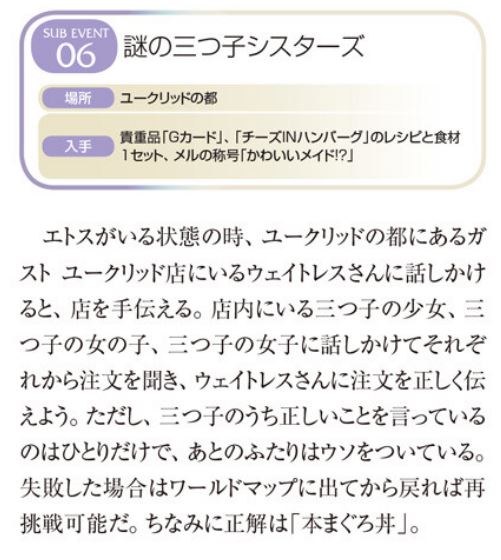 SUB EVENT
06
謎の三つ子シスターズ
場所 ユークリッドの都
入手 貴重品「Gカード」、「チーズINハンバーグ」のレシピと食材
1セット、メルの称号「かわいいメイド!?」
エトスがいる状態の時、ユークリッドの都にあるガ
スト ユークリッド店にいるウェイトレスさんに話しかけ
ると、店を手伝える。店内にいる三つ子の少女、三
つ子の女の子、三つ子の女子に話しかけてそれぞ
れから注文を聞き、ウェイトレスさんに注文を正しく伝
えよう。ただし、三つ子のうち正しいことを言っている
のはひとりだけで、あとのふたりはウソをついている。
失敗した場合はワールドマップに出てから戻れば再
挑戦可能だ。ちなみに正解は「本まぐろ丼」。